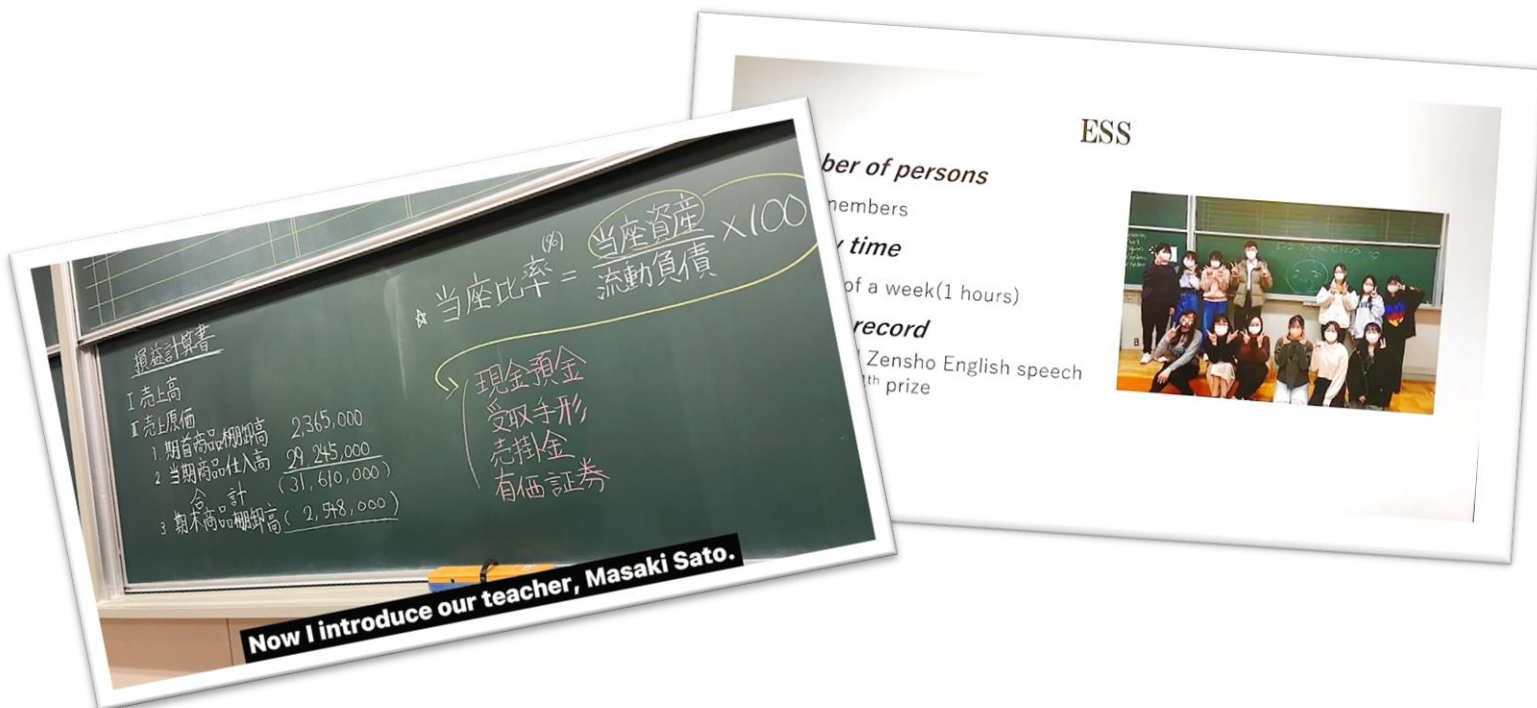 損益計算書
I 売上高
II 売上原価
1 期首商品棚卸高 2,365,000
2 当期商品仕入高 29,245,000
合計 (31,610,000)
3 期末商品棚卸高 (2,548,000)
☆ 当座比率(%) = 当座資産 / 流動負債 ×100
現金預金
受取手形
売掛金
有価証券
Now I introduce our teacher, Masaki Sato.
ESS
ber of persons
members
time
of a week(1 hours)
record
Zensho English speech
prize